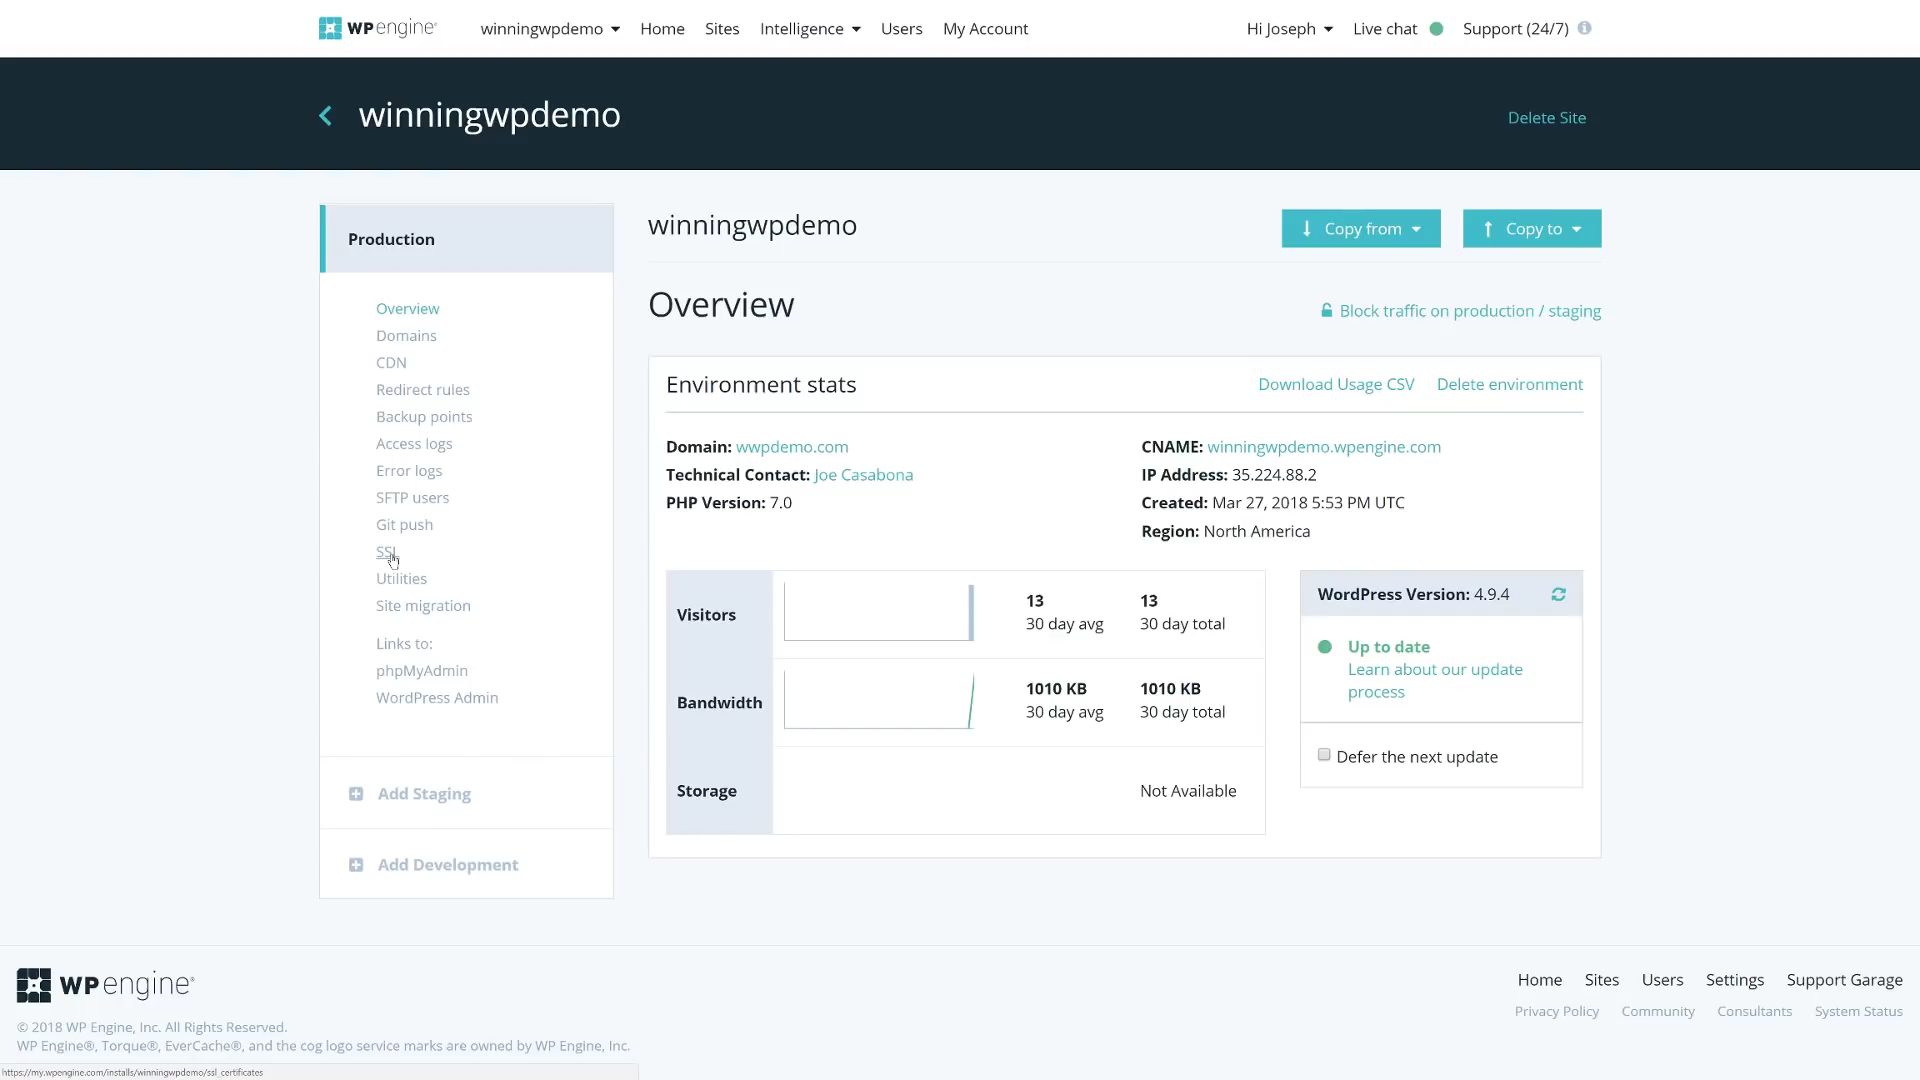 WPengine®
winningwpdemo
Home
Sites
Intelligence
Users
My Account
Hi Joseph
Live chat
Support (24/7)
winningwpdemo
Delete Site
Production
Overview
Domains
CDN
Redirect rules
Backup points
Access logs
Error logs
SFTP users
Git push
SSL
Utilities
Site migration
Links to:
phpMyAdmin
WordPress Admin
Add Staging
Add Development
winningwpdemo
Copy from
Copy to
Overview
Block traffic on production / staging
Environment stats
Download Usage CSV
Delete environment
Domain: wwpdemo.com
Technical Contact: Joe Casabona
PHP Version: 7.0
CNAME: winningwpdemo.wpengine.com
IP Address: 35.224.88.2
Created: Mar 27, 2018 5:53 PM UTC
Region: North America
Visitors
13
30 day avg
13
30 day total
Bandwidth
1010 KB
30 day avg
1010 KB
30 day total
Storage
Not Available
WordPress Version: 4.9.4
Up to date
Learn about our update
process
Defer the next update
WPengine®
© 2018 WP Engine, Inc. All Rights Reserved.
WP Engine®, Torque®, EverCache®, and the cog logo service marks are owned by WP Engine, Inc.
Home
Sites
Users
Settings
Support Garage
Privacy Policy
Community
Consultants
System Status
https://my.wpengine.com/installs/winningwpdemo/ssl_certificates